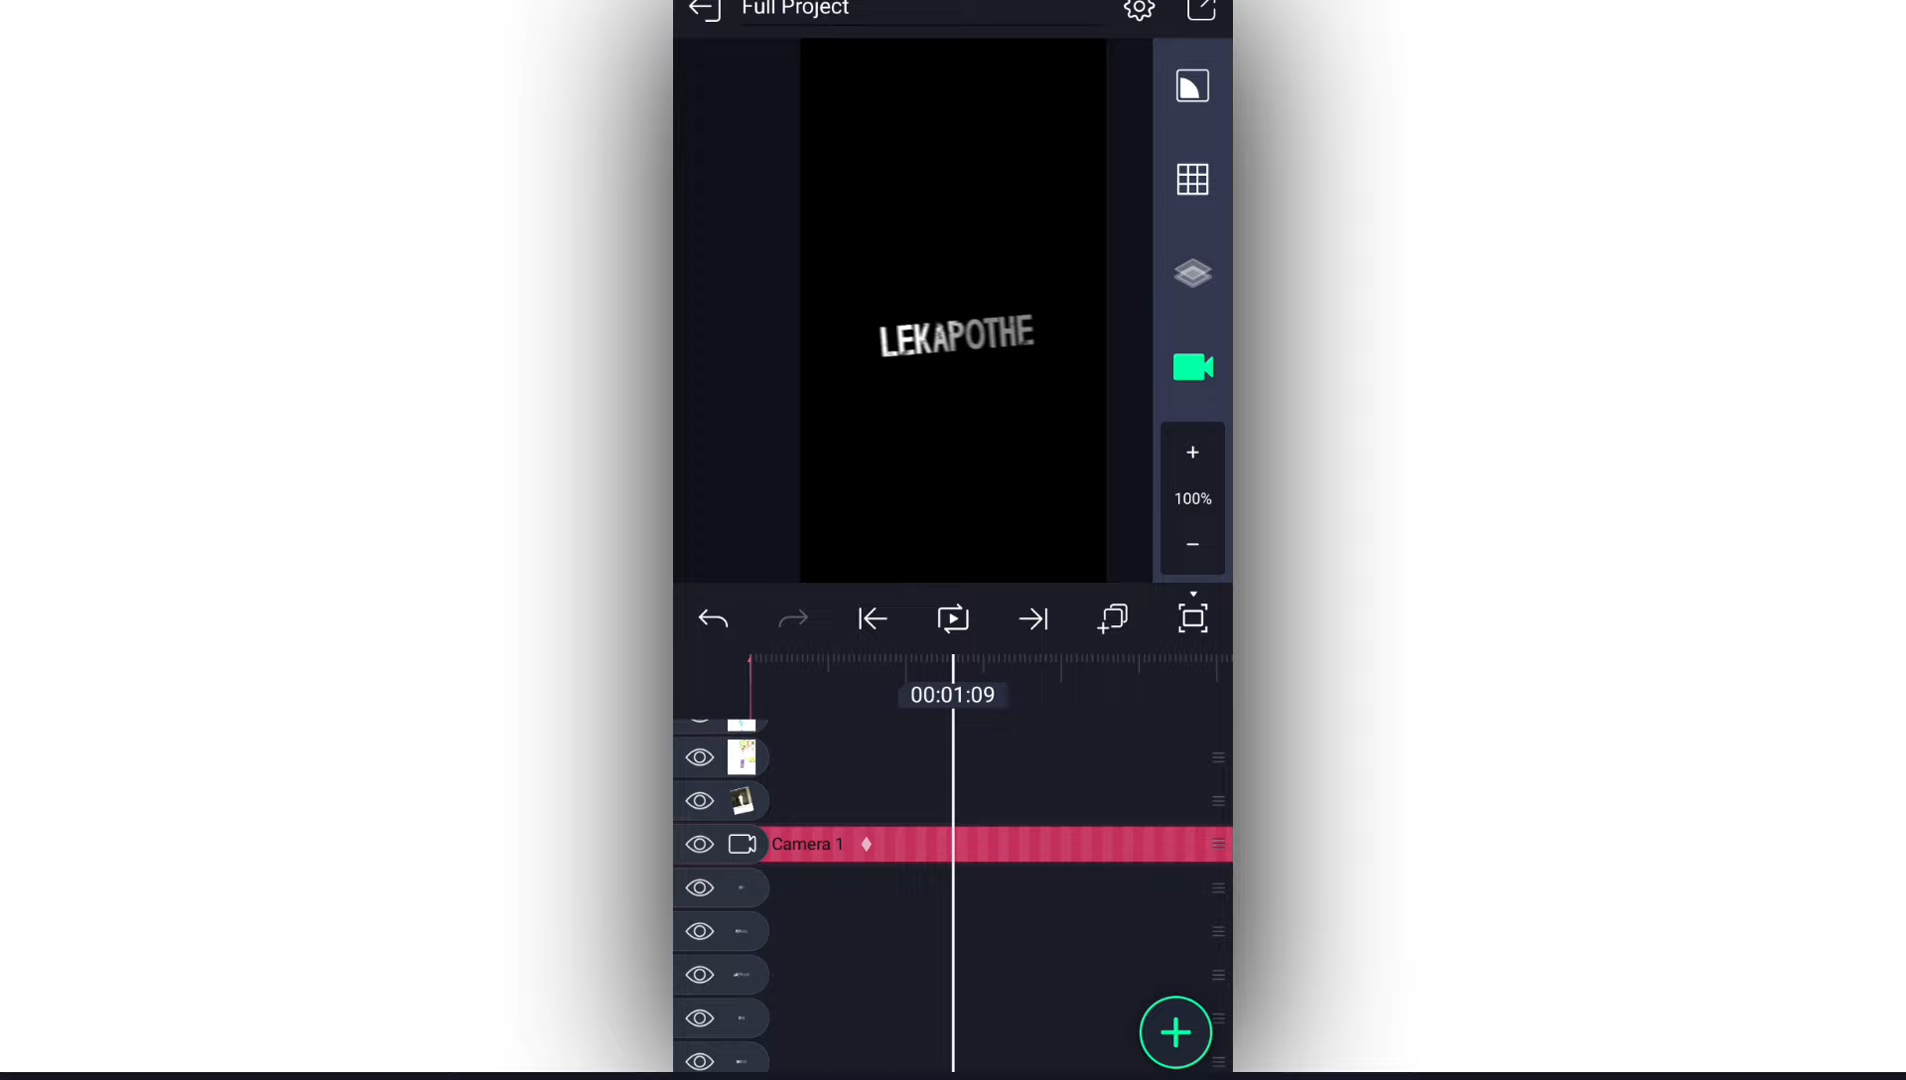 Full Project
LEKAPOTHE
+
100%
−
00:01:09
Camera 1